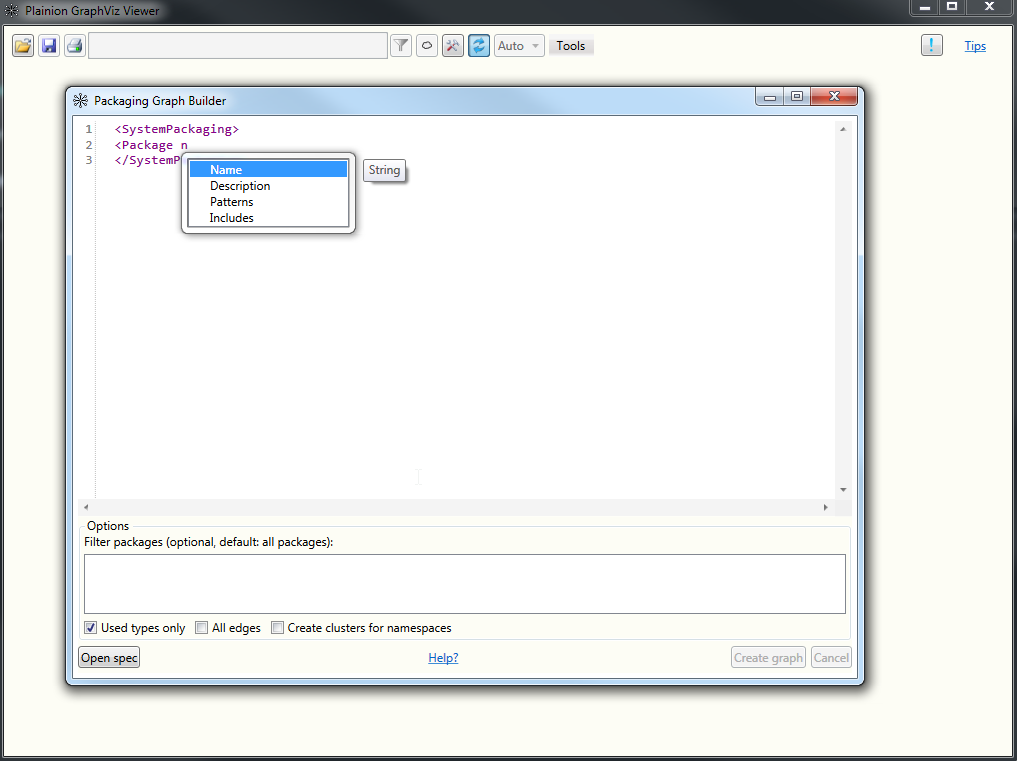 Plainion GraphViz Viewer
Auto
Tools
!
Tips
Packaging Graph Builder
1 <SystemPackaging>
2 <Package n
3 </SystemP
Name
String
Description
Patterns
Includes
Options
Filter packages (optional, default: all packages):
Used types only
All edges
Create clusters for namespaces
Open spec
Help?
Create graph
Cancel